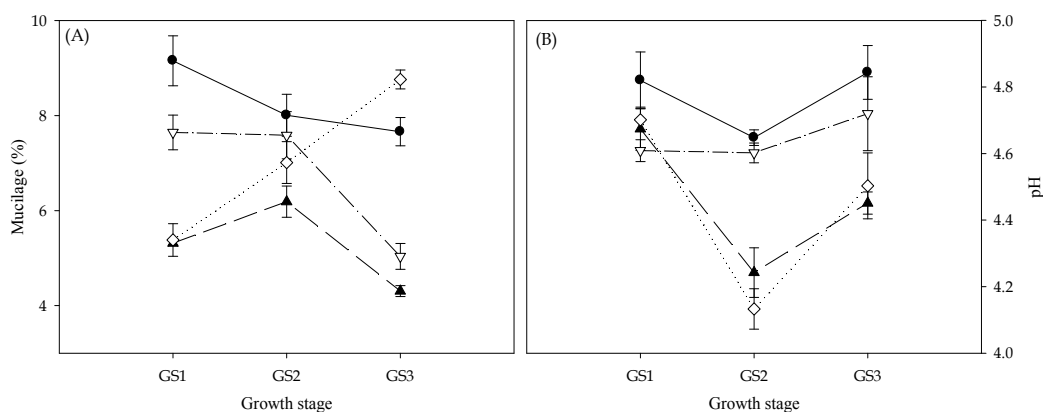 (A)
Mucilage (%)
10
8
6
4
GS1 GS2 GS3
Growth stage
(B)
pH
5.0
4.8
4.6
4.4
4.2
4.0
GS1 GS2 GS3
Growth stage